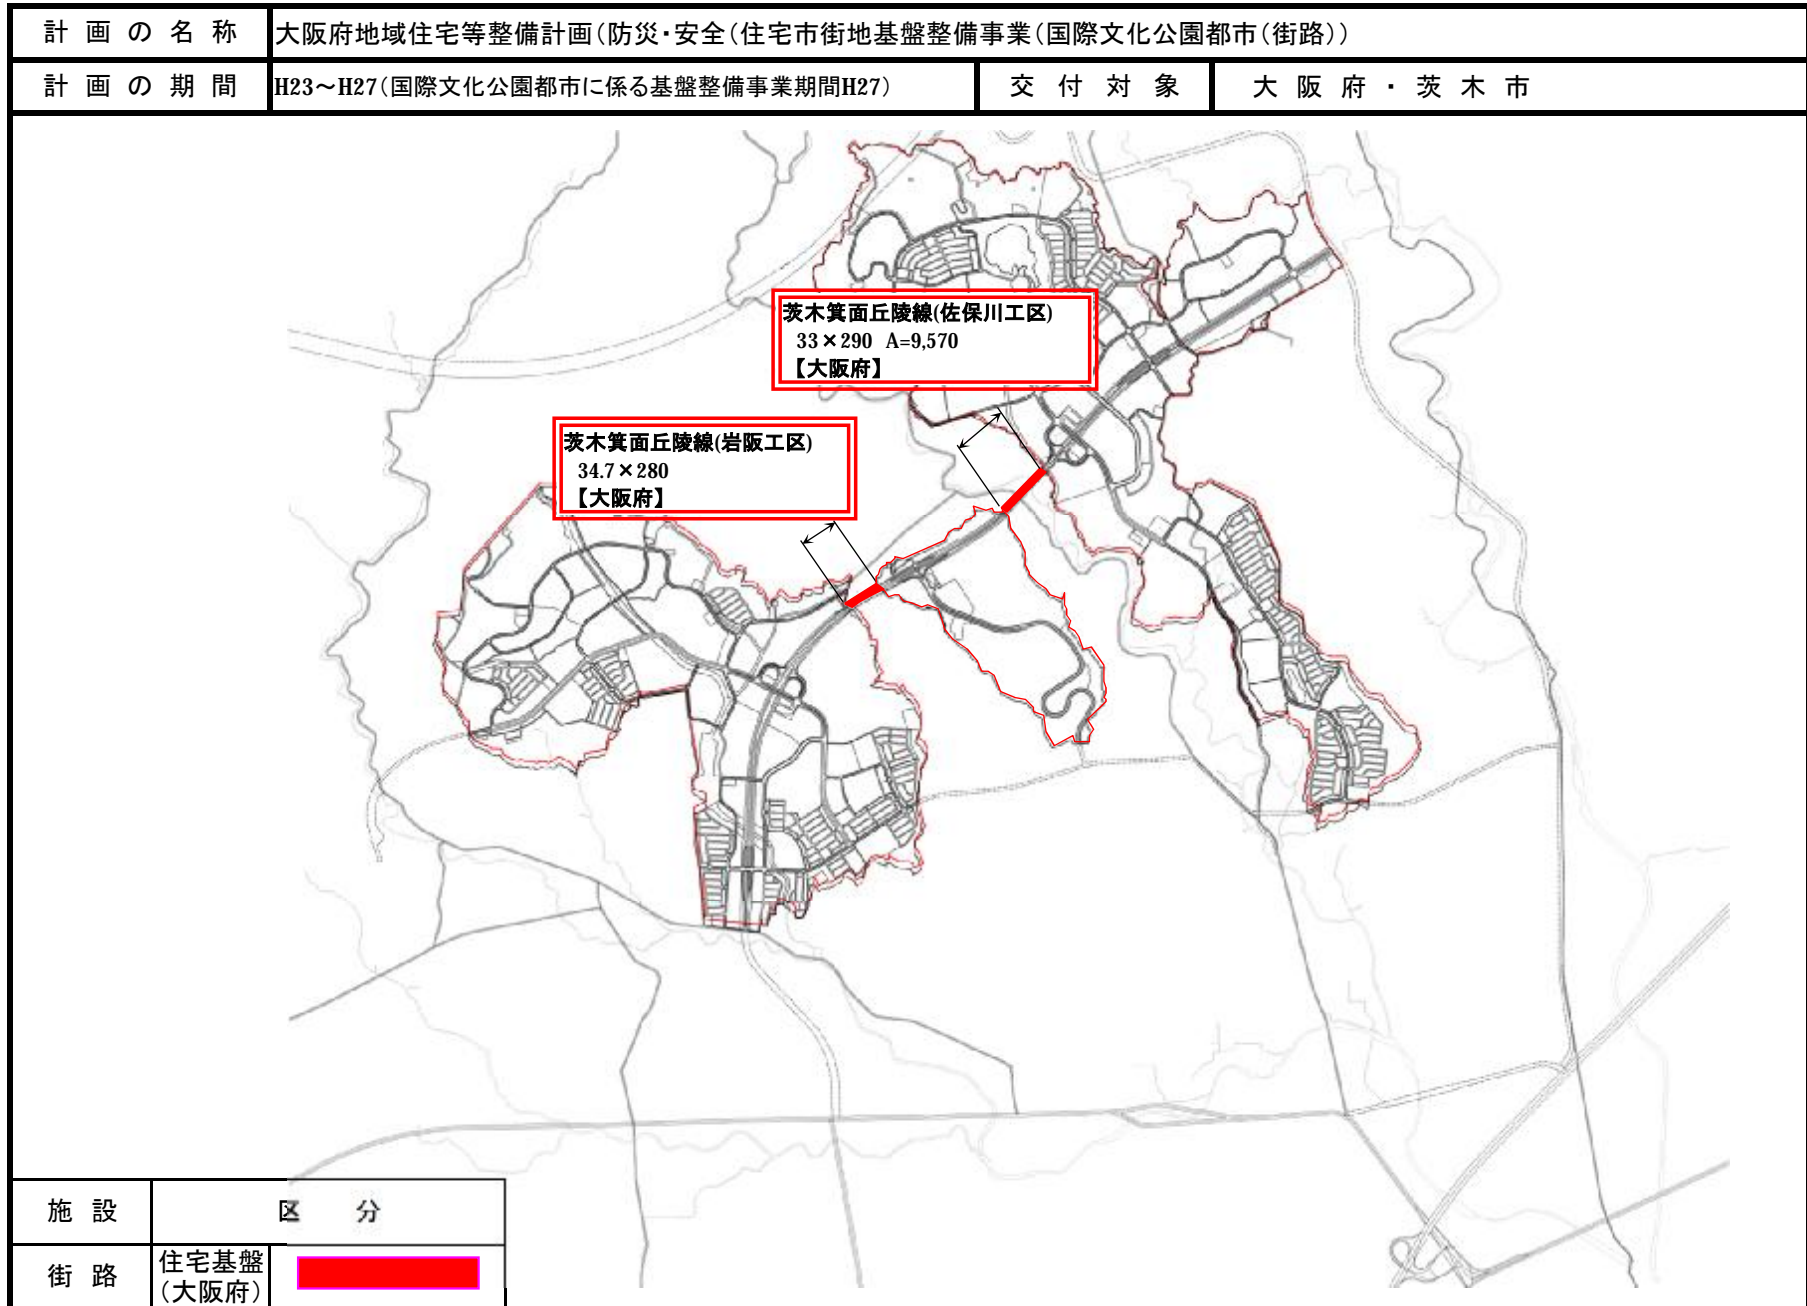 計画の名称
大阪府地域住宅等整備計画（防災・安全（住宅市街地基盤整備事業（国際文化公園都市（街路））
計画の期間
H23～H27（国際文化公園都市に係る基盤整備事業期間H27）
交付対象
大阪府・茨木市
茨木箕面丘陵線(佐保川工区)
33×290 A=9,570
【大阪府】
茨木箕面丘陵線(岩阪工区)
34.7×280
【大阪府】
施設
区分
街路
住宅基盤
（大阪府）